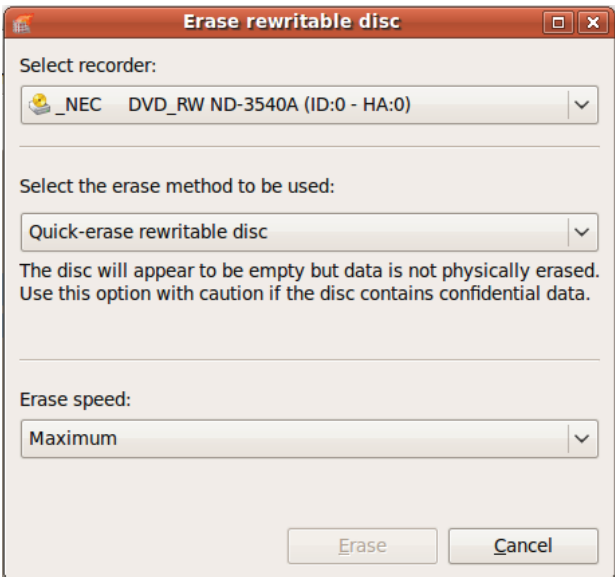 Erase rewritable disc
Select recorder:
_NEC DVD_RW ND-3540A (ID:0 - HA:0)
Select the erase method to be used:
Quick-erase rewritable disc
The disc will appear to be empty but data is not physically erased.
Use this option with caution if the disc contains confidential data.
Erase speed:
Maximum
Erase Cancel